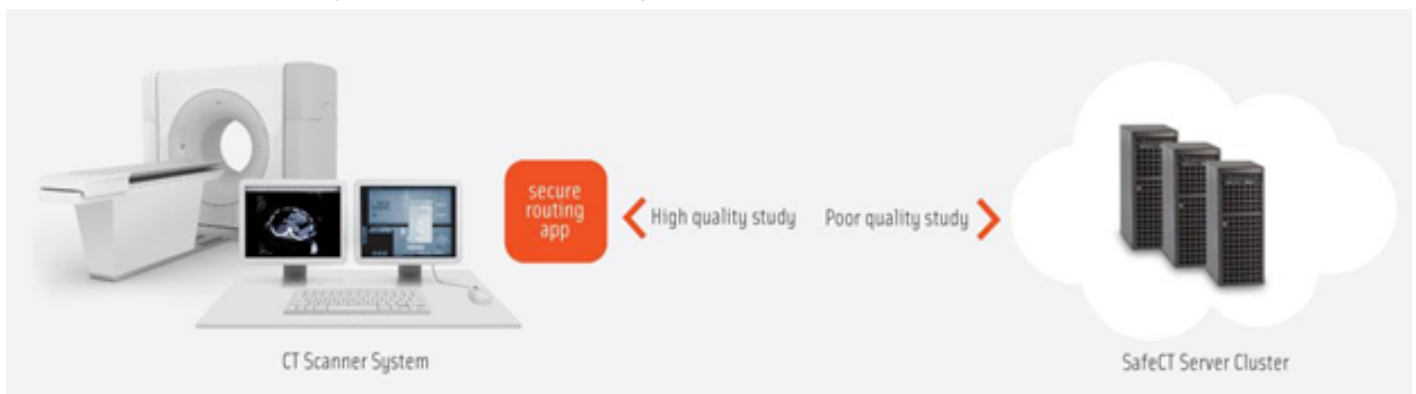 secure
routing
app
High quality study
Poor quality study
CT Scanner System
SafeCT Server Cluster